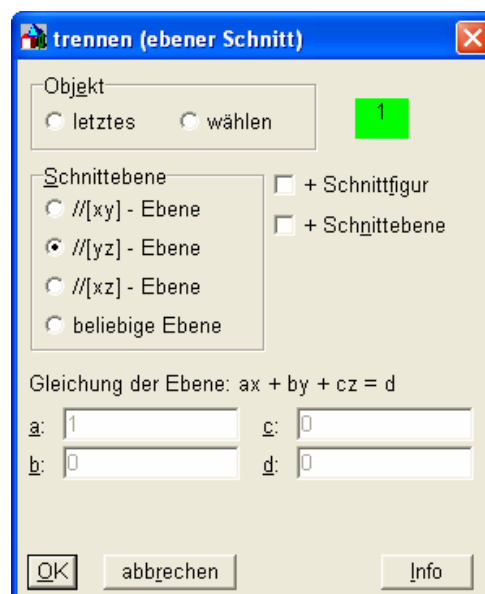 trennen (ebener Schnitt)
Objekt
letztes wählen
1
Schnittebene
//[xy] - Ebene
//[yz] - Ebene
//[xz] - Ebene
beliebige Ebene
+ Schnittfigur
+ Schnittebene
Gleichung der Ebene: ax + by + cz = d
a: 1 c: 0
b: 0 d: 0
OK abbrechen Info